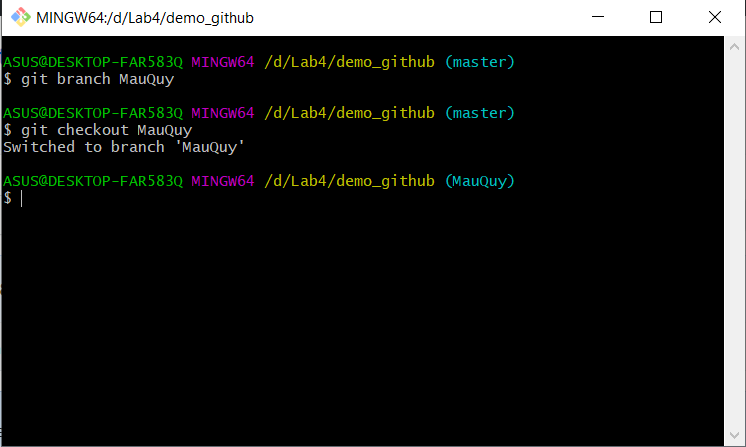 MINGW64:/d/Lab4/demo_github
ASUS@DESKTOP-FAR583Q MINGW64 /d/Lab4/demo_github (master)
$ git branch MauQuy
ASUS@DESKTOP-FAR583Q MINGW64 /d/Lab4/demo_github (master)
$ git checkout MauQuy
Switched to branch 'MauQuy'
ASUS@DESKTOP-FAR583Q MINGW64 /d/Lab4/demo_github (MauQuy)
$